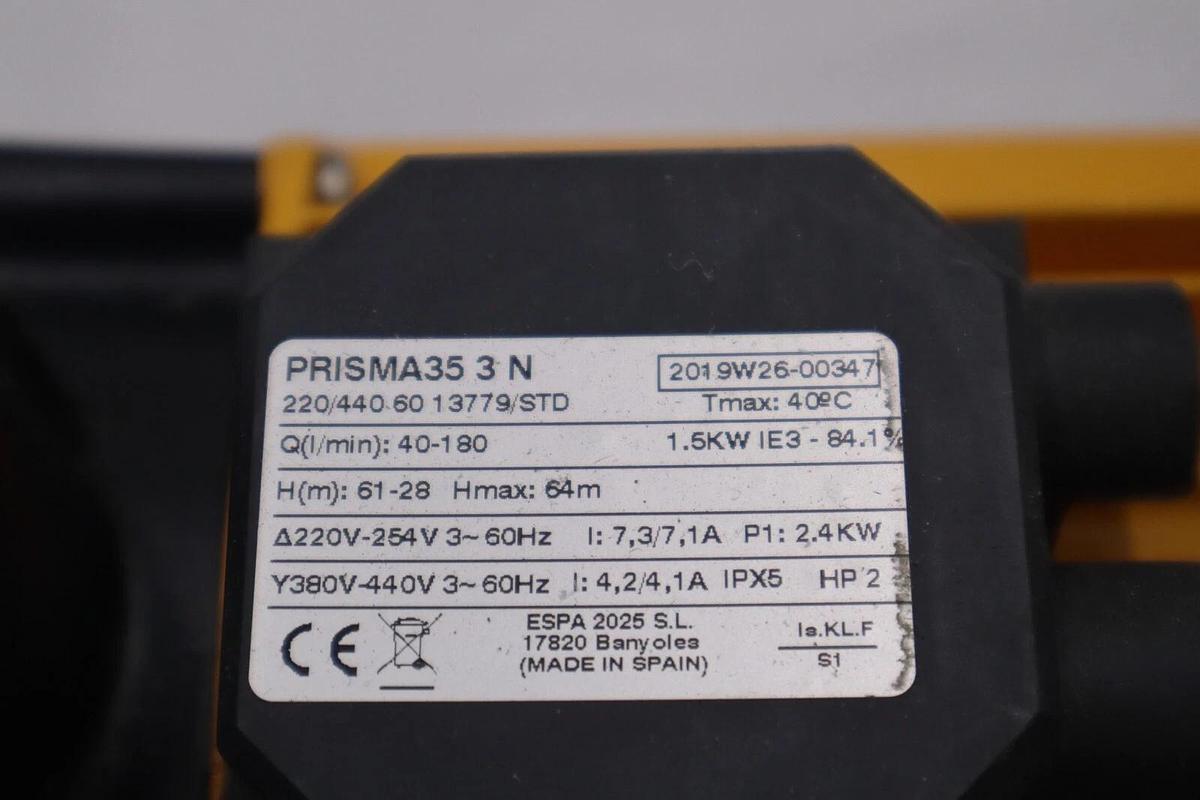 PRISMA35 3 N 2019W26-00347
220/440 60 13779/STD Tmax: 40ºC
Q(l/min): 40-180 1.5KW IE3 - 84.1%
H(m): 61-28 Hmax: 64m
Δ220V-254V 3~ 60Hz I: 7,3/7,1A P1: 2.4KW
Y380V-440V 3~ 60Hz I: 4,2/4,1A IPX5 HP 2
CE ESPA 2025 S.L. Is.KL.F
17820 Banyoles
(MADE IN SPAIN) S1